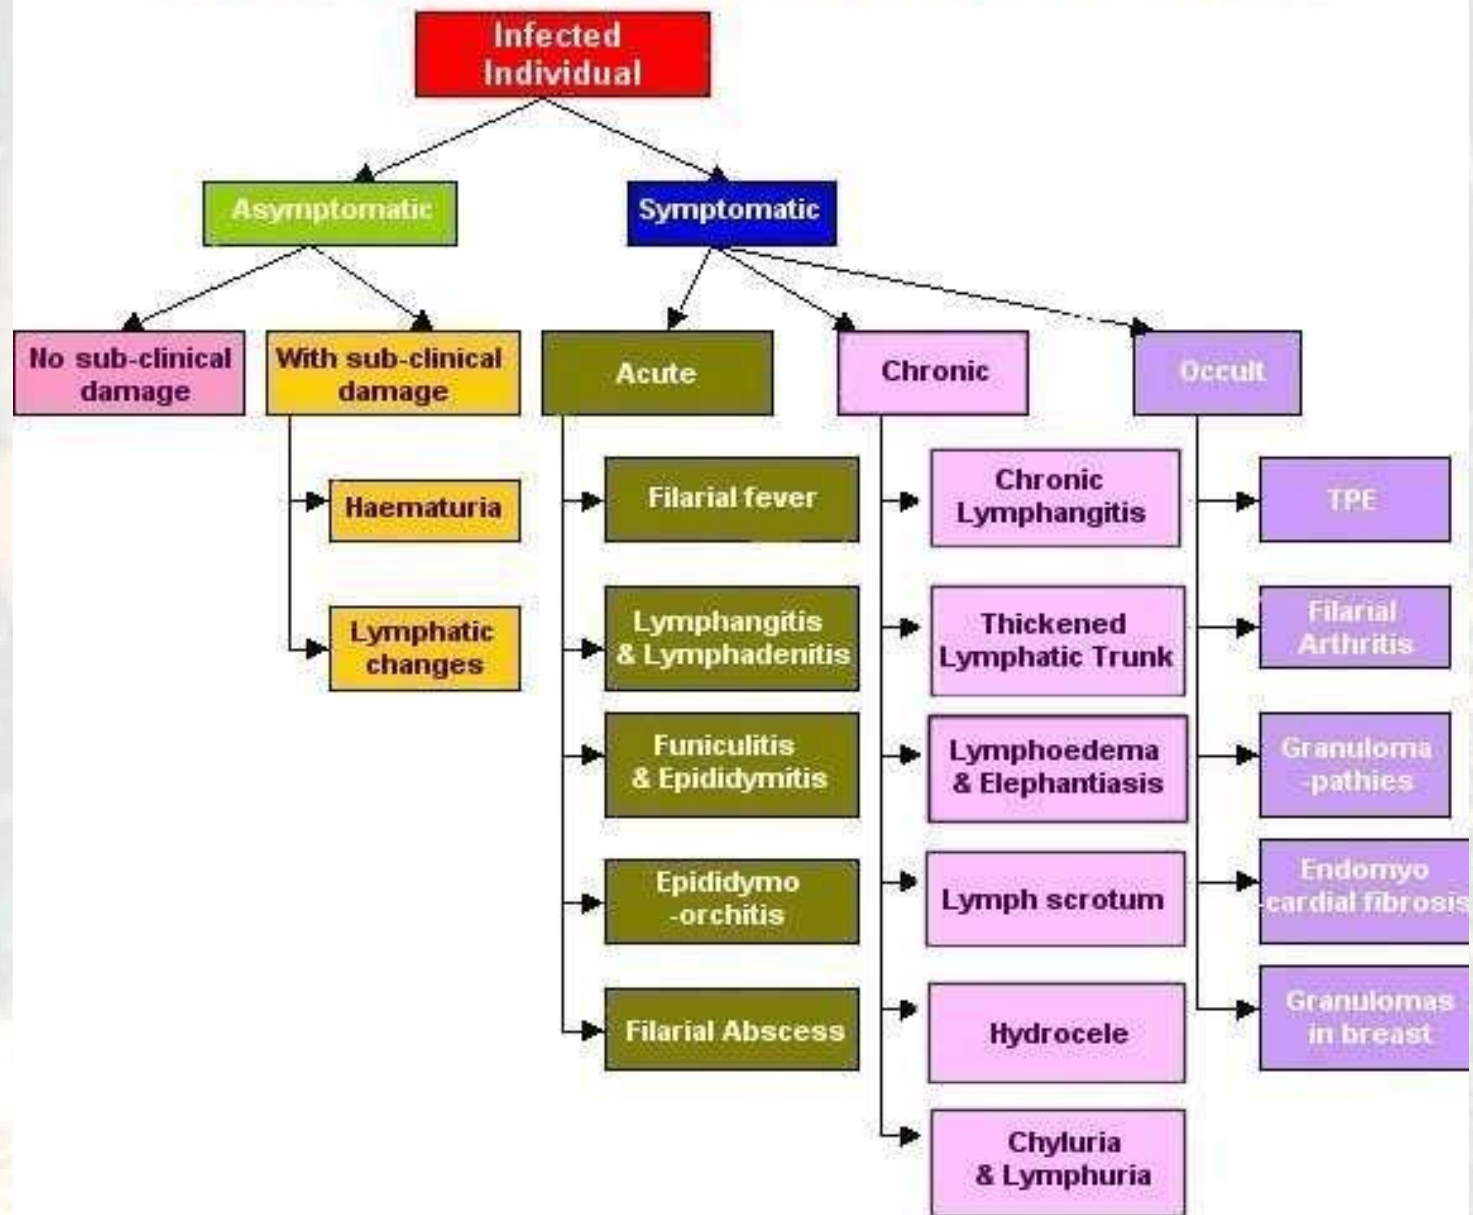 Infected
Individual
Asymptomatic
Symptomatic
No sub-clinical
damage
With sub-clinical
damage
Acute
Chronic
Occult
Haematuria
Lymphatic
changes
Filarial fever
Lymphangitis
& Lymphadenitis
Funiculitis
& Epididymitis
Epididymo
-orchitis
Filarial Abscess
Chronic
Lymphangitis
Thickened
Lymphatic Trunk
Lymphoedema
& Elephantiasis
Lymph scrotum
Hydrocele
Chyluria
& Lymphuria
TPE
Filarial
Arthritis
Granuloma
-pathies
Endomyo
-cardial fibrosis
Granulomas
in breast